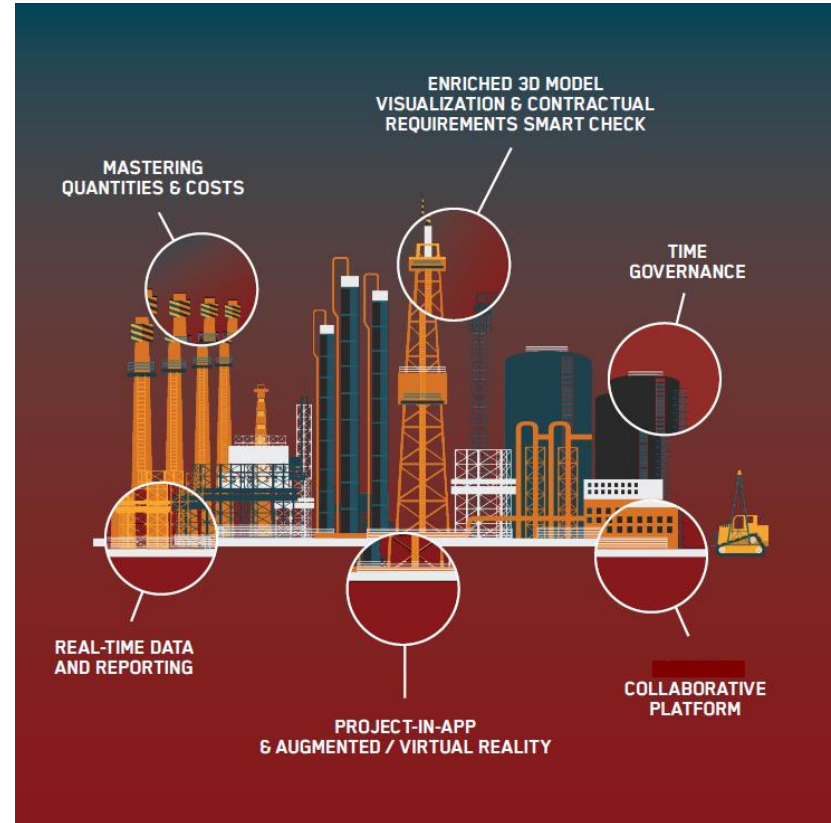 ENRICHED 3D MODEL
VISUALIZATION & CONTRACTUAL
REQUIREMENTS SMART CHECK
MASTERING
QUANTITIES & COSTS
TIME
GOVERNANCE
REAL-TIME DATA
AND REPORTING
PROJECT-IN-APP
& AUGMENTED / VIRTUAL REALITY
COLLABORATIVE
PLATFORM